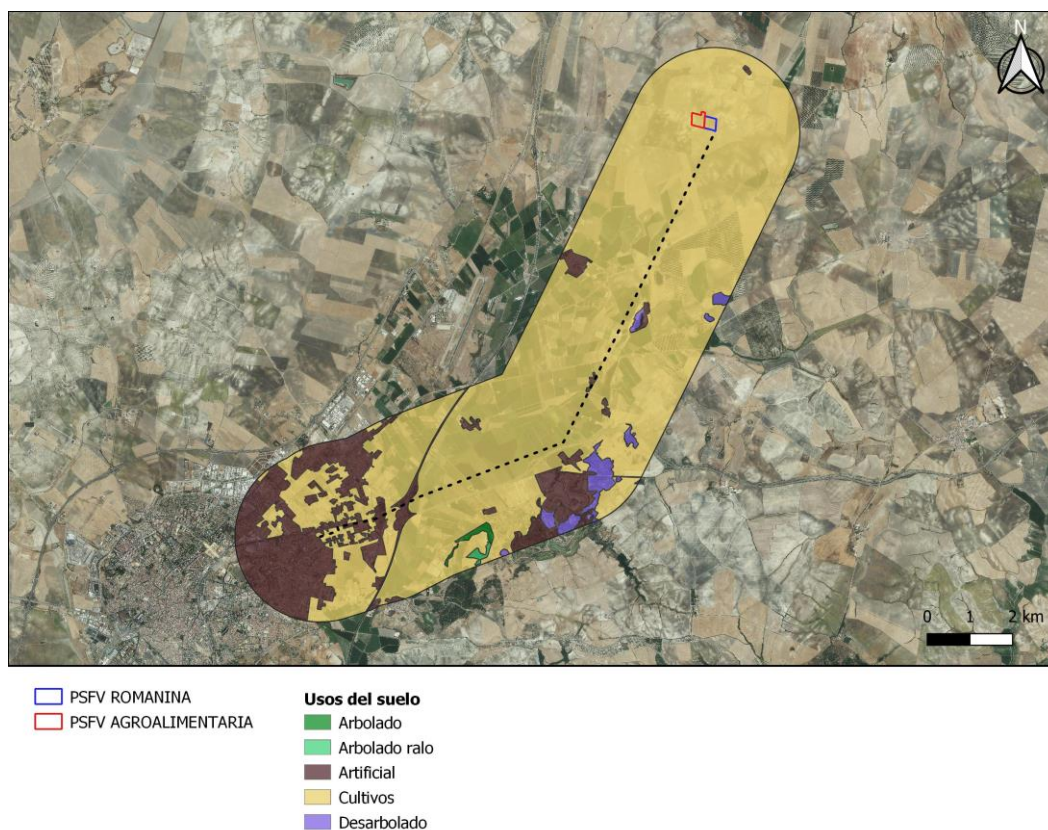 N
0 1 2 km
PSFV ROMANINA
PSFV AGROALIMENTARIA
Usos del suelo
Arbolado
Arbolado ralo
Artificial
Cultivos
Desarbolado